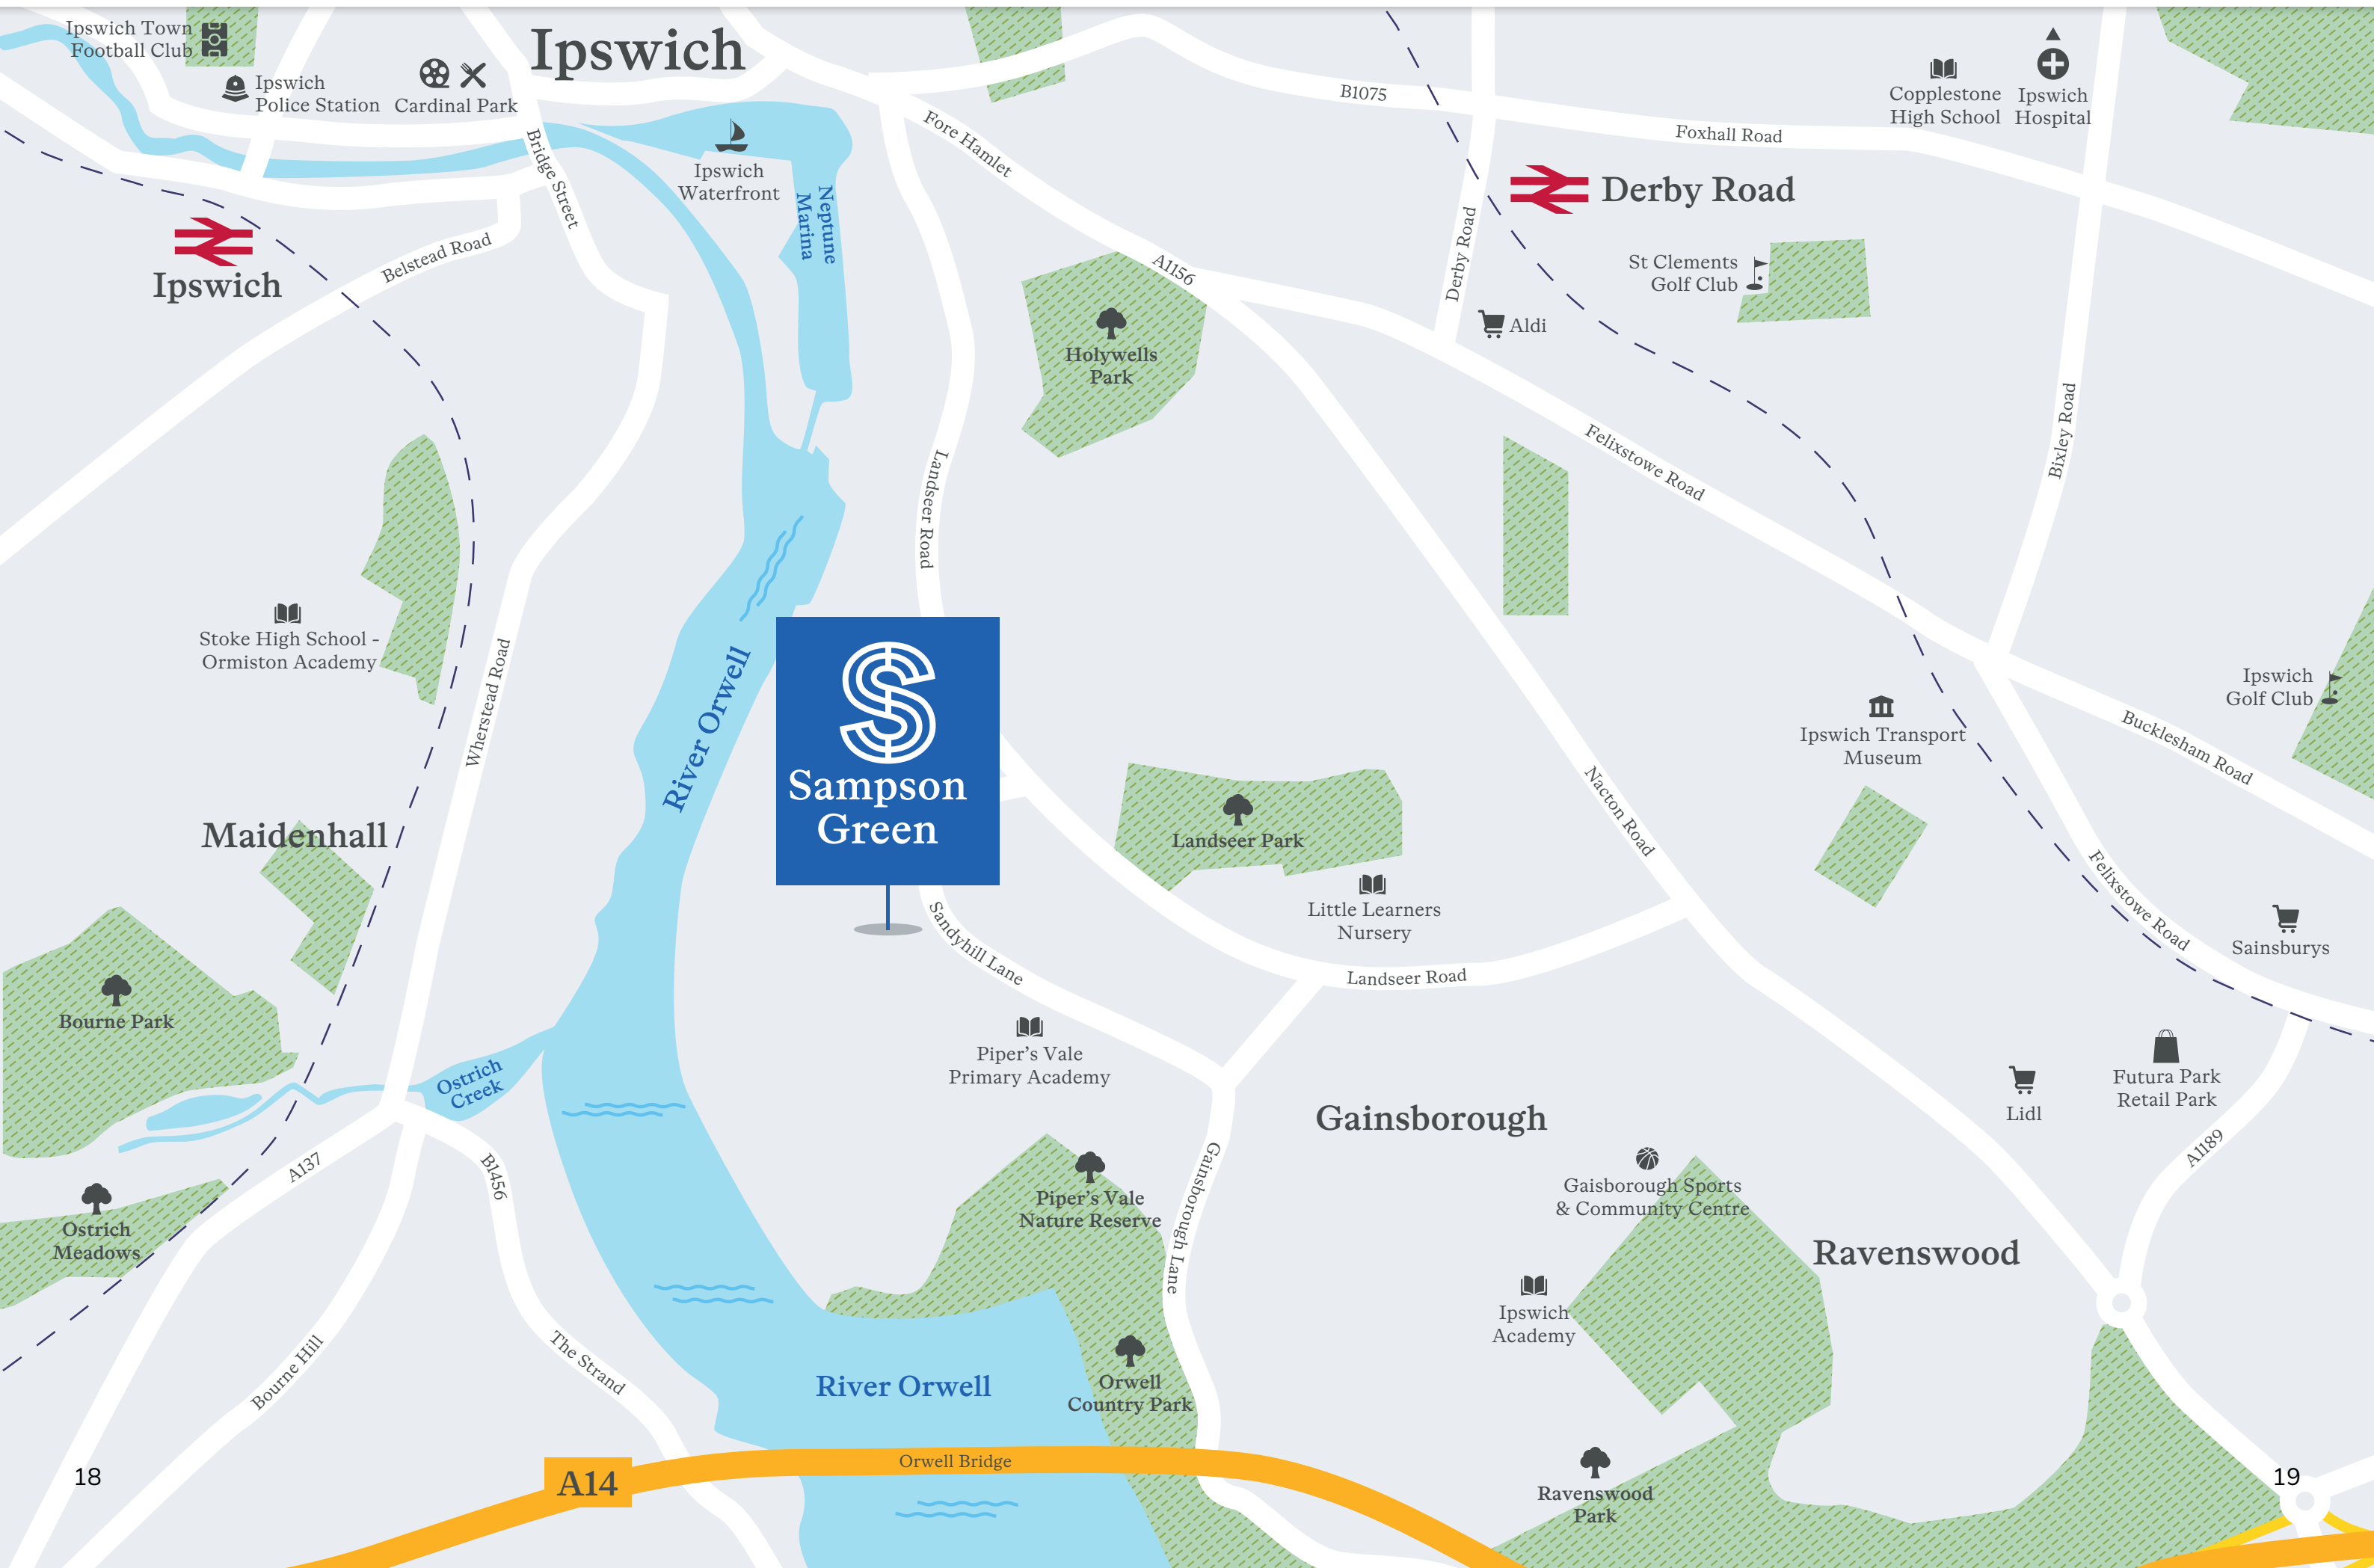 Ipswich Town
Football Club
Ipswich
Police Station
Cardinal Park
Ipswich
Bridge Street
Ipswich
Waterfront
Neptune
Marina
Fore Hamlet
B1075
Foxhall Road
Copplestone
High School
Ipswich
Hospital
Derby Road
Derby Road
St Clements
Golf Club
Aldi
Ipswich
Belstead Road
A1156
Holywells
Park
Felixstowe Road
Bixley Road
Landseer Road
Stoke High School -
Ormiston Academy
Wherstead Road
River Orwell
Sampson
Green
Ipswich
Golf Club
Ipswich Transport
Museum
Bucklesham Road
Nacton Road
Maidenhall
Landseer Park
Little Learners
Nursery
Felixstowe Road
Sainsburys
Sandyhill Lane
Landseer Road
Bourne Park
Piper's Vale
Primary Academy
Ostrich
Creek
Lidl
Futura Park
Retail Park
Gainsborough
A1189
A137
B1456
Gainsborough Lane
Piper's Vale
Nature Reserve
Gaisborough Sports
& Community Centre
Ostrich
Meadows
Ravenswood
Ipswich
Academy
Bourne Hill
The Strand
River Orwell
Orwell
Country Park
Orwell Bridge
A14
Ravenswood
Park
18
19